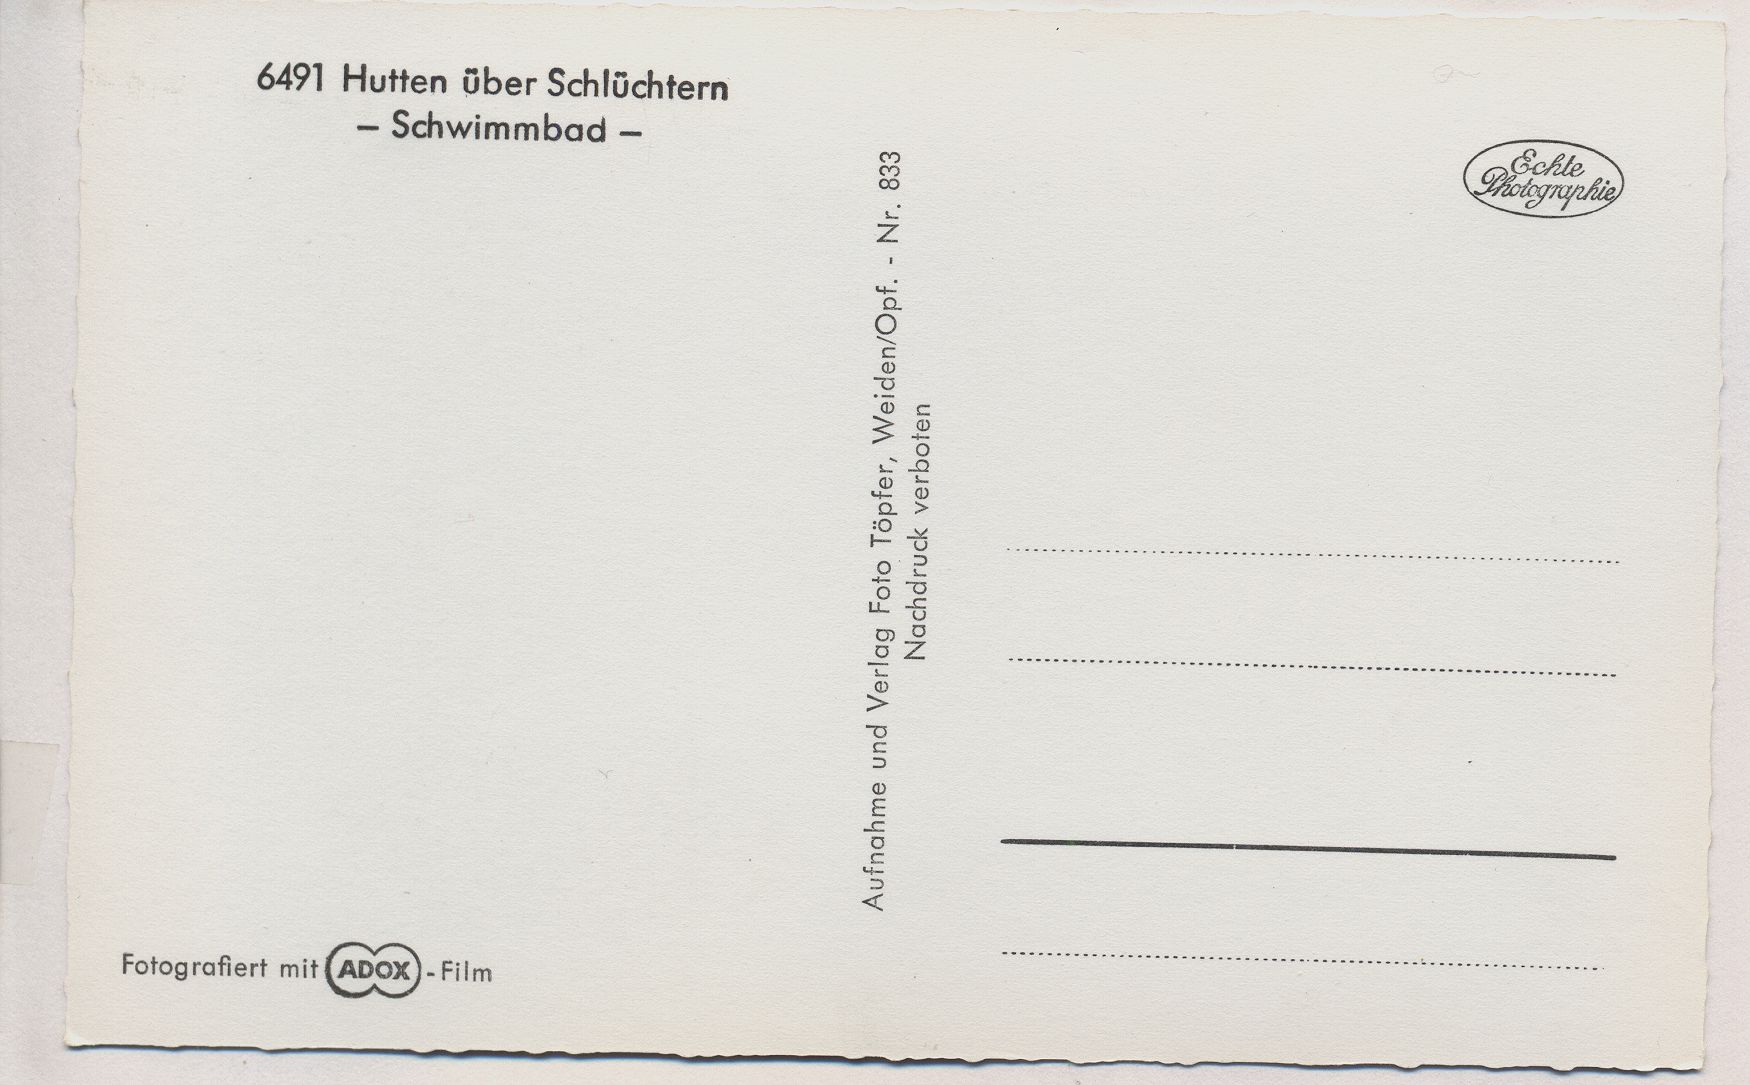 6491 Hutten über Schlüchtern
– Schwimmbad –
Echte
Photographie
Aufnahme und Verlag Foto Töpfer, Weiden/Opf. - Nr. 833
Nachdruck verboten
Fotografiert mit ADOX-Film